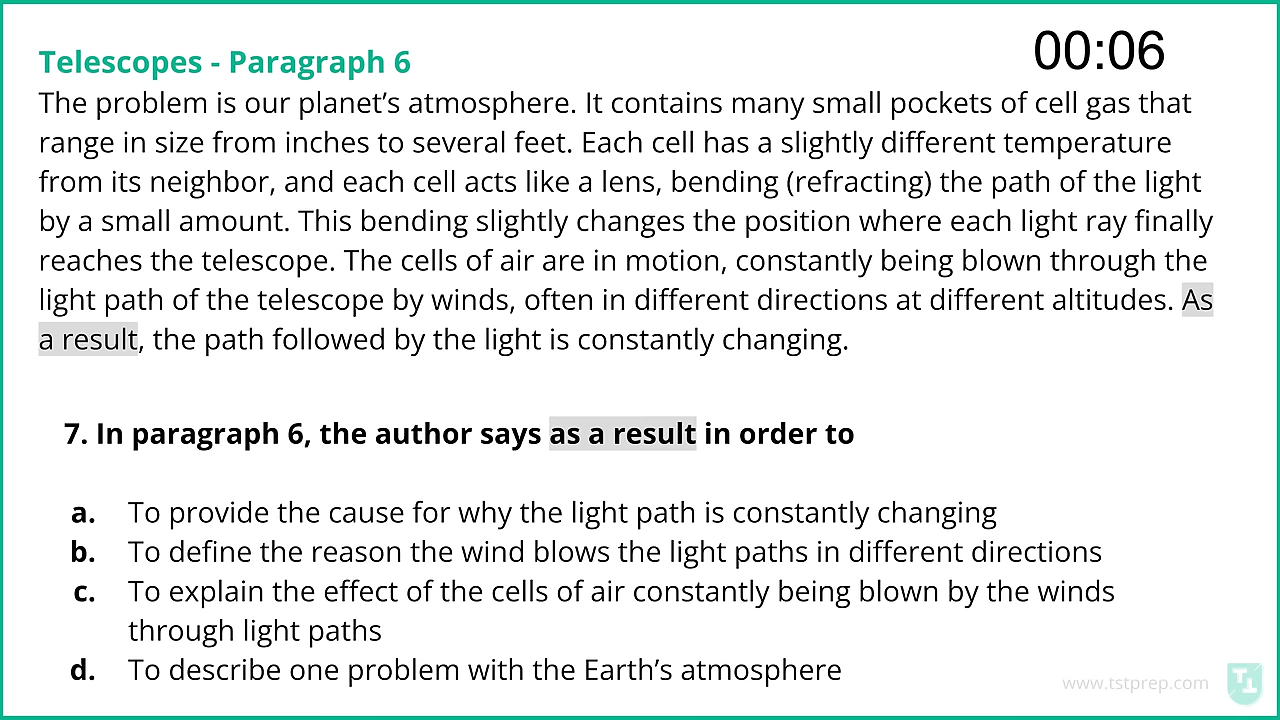 Telescopes - Paragraph 6
00:06
The problem is our planet’s atmosphere. It contains many small pockets of cell gas that
range in size from inches to several feet. Each cell has a slightly different temperature
from its neighbor, and each cell acts like a lens, bending (refracting) the path of the light
by a small amount. This bending slightly changes the position where each light ray finally
reaches the telescope. The cells of air are in motion, constantly being blown through the
light path of the telescope by winds, often in different directions at different altitudes. As
a result, the path followed by the light is constantly changing.
7. In paragraph 6, the author says as a result in order to
a. To provide the cause for why the light path is constantly changing
b. To define the reason the wind blows the light paths in different directions
c. To explain the effect of the cells of air constantly being blown by the winds
through light paths
d. To describe one problem with the Earth’s atmosphere
www.tstprep.com